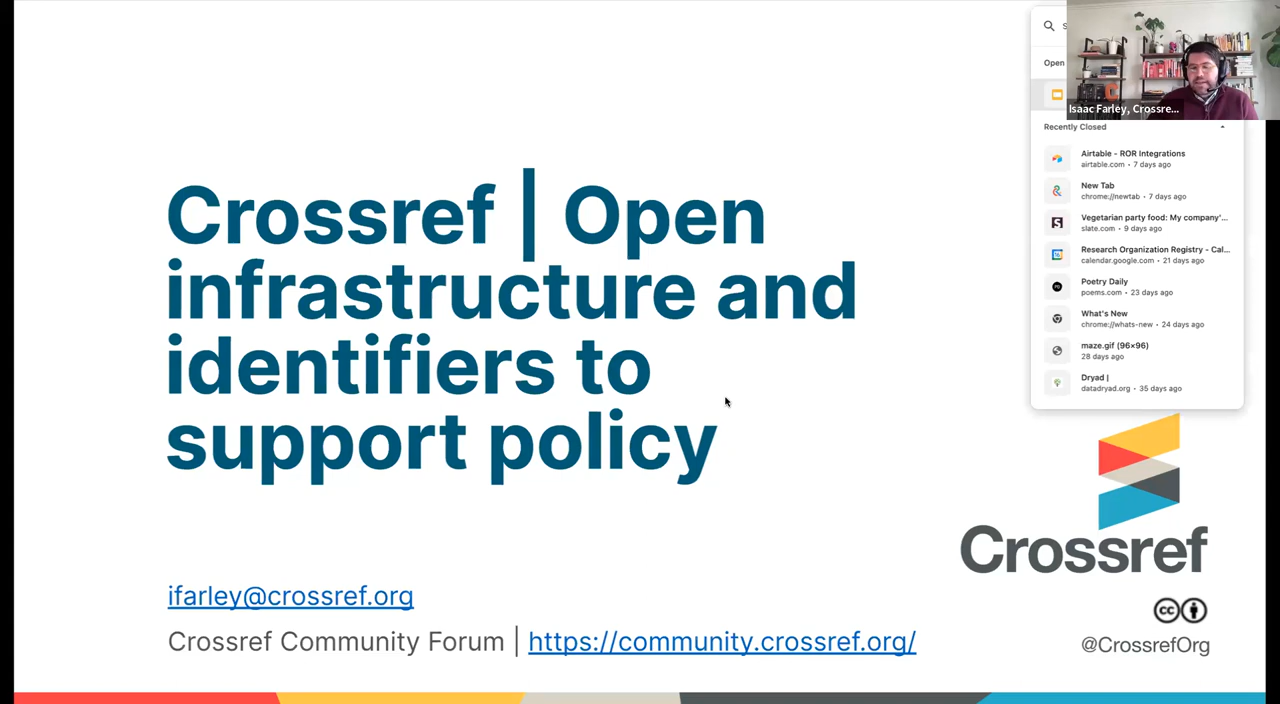 Crossref | Open
infrastructure and
identifiers to
support policy
ifarley@crossref.org
Crossref Community Forum | https://community.crossref.org/
Open
Isaac Farley, Crossre...
Recently Closed
Airtable - ROR Integrations
airtable.com • 7 days ago
New Tab
chrome://newtab • 7 days ago
Vegetarian party food: My company'...
slate.com • 9 days ago
Research Organization Registry - Cal...
calendar.google.com • 21 days ago
Poetry Daily
poems.com • 23 days ago
What's New
chrome://whats-new • 24 days ago
maze.gif (96×96)
28 days ago
Dryad |
datadryad.org • 35 days ago
Crossref
cc
@CrossrefOrg